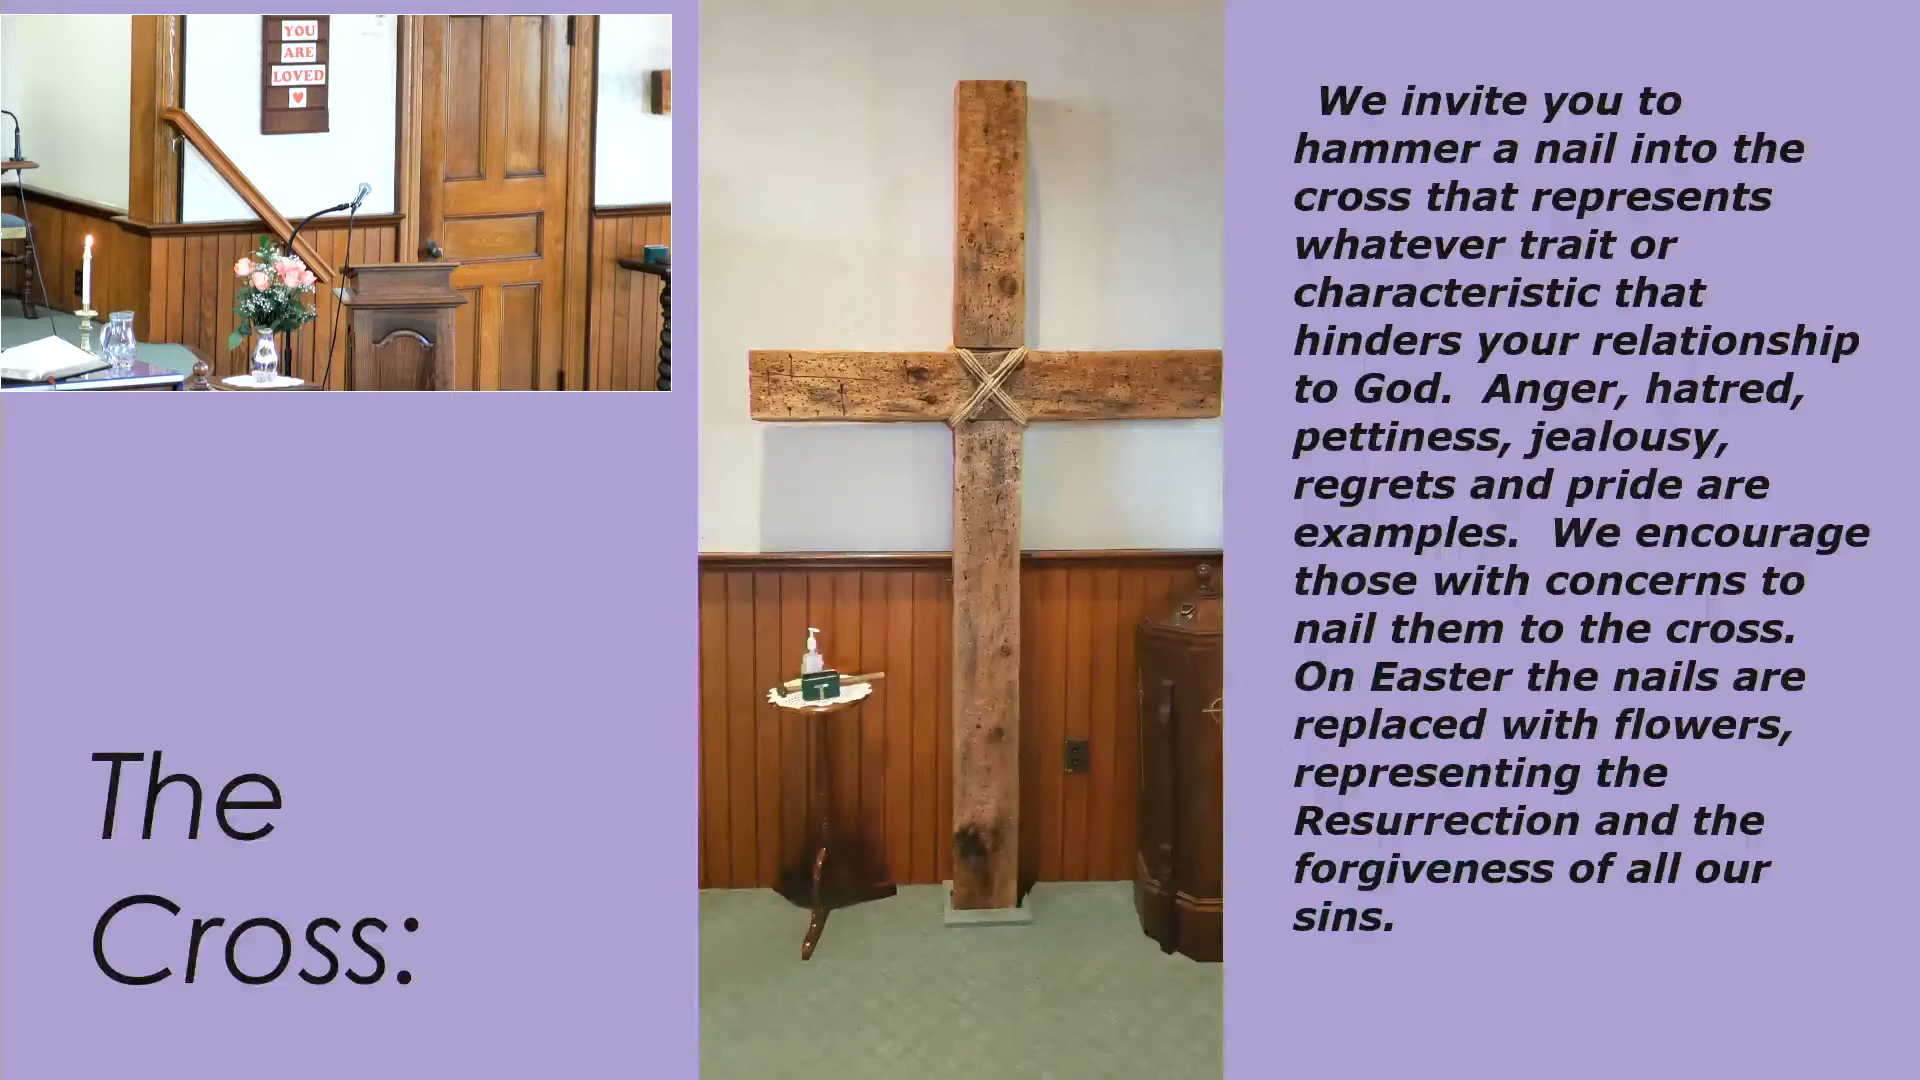 YOU
ARE
LOVED
The
Cross:
We invite you to
hammer a nail into the
cross that represents
whatever trait or
characteristic that
hinders your relationship
to God.  Anger, hatred,
pettiness, jealousy,
regrets and pride are
examples.  We encourage
those with concerns to
nail them to the cross.
On Easter the nails are
replaced with flowers,
representing the
Resurrection and the
forgiveness of all our
sins.